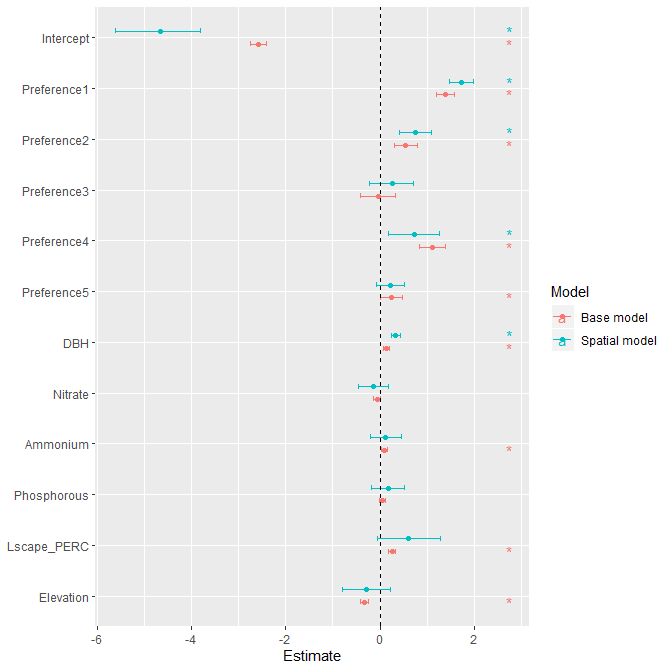 Intercept * *
Preference1 * *
Preference2 * *
Preference3
Preference4 * *
Preference5 *
DBH * *
Nitrate
Ammonium *
Phosphorous
Lscape_PERC *
Elevation *
-6 -4 -2 0 2
Estimate
Model
a Base model
a Spatial model